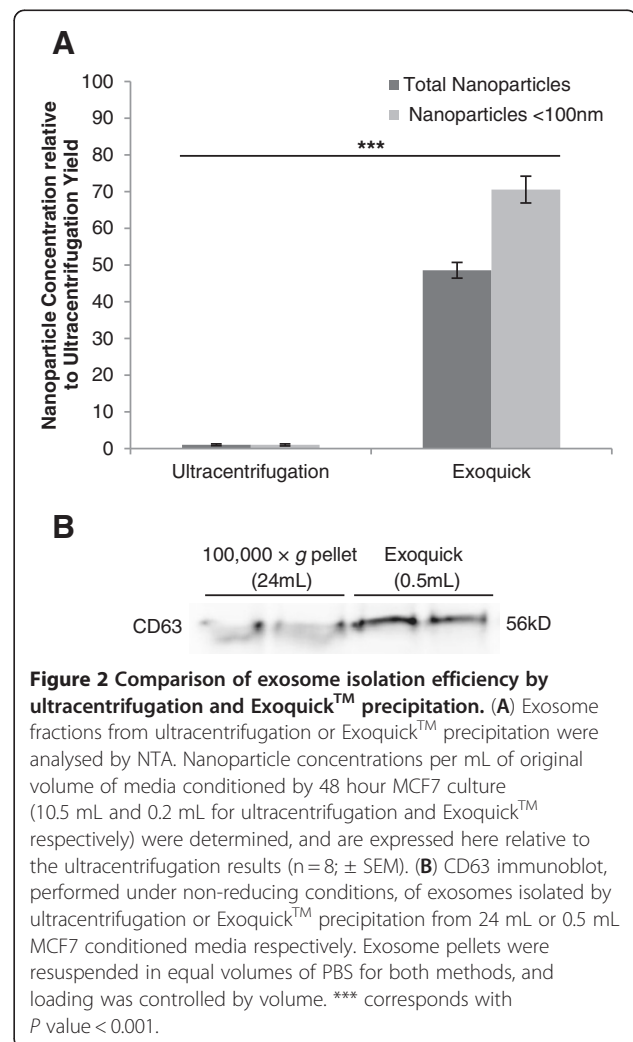 A
100
90
80
70
60
50
40
30
20
10
0
Nanoparticle Concentration relative
to Ultracentrifugation Yield
Total Nanoparticles
Nanoparticles <100nm
***
Ultracentrifugation
Exoquick
B
100,000 × g pellet
(24mL)
Exoquick
(0.5mL)
CD63
56kD
Figure 2 Comparison of exosome isolation efficiency by
ultracentrifugation and Exoquick™ precipitation. (A) Exosome
fractions from ultracentrifugation or Exoquick™ precipitation were
analysed by NTA. Nanoparticle concentrations per mL of original
volume of media conditioned by 48 hour MCF7 culture
(10.5 mL and 0.2 mL for ultracentrifugation and Exoquick™
respectively) were determined, and are expressed here relative to
the ultracentrifugation results (n = 8; ± SEM). (B) CD63 immunoblot,
performed under non-reducing conditions, of exosomes isolated by
ultracentrifugation or Exoquick™ precipitation from 24 mL or 0.5 mL
MCF7 conditioned media respectively. Exosome pellets were
resuspended in equal volumes of PBS for both methods, and
loading was controlled by volume. *** corresponds with
P value < 0.001.